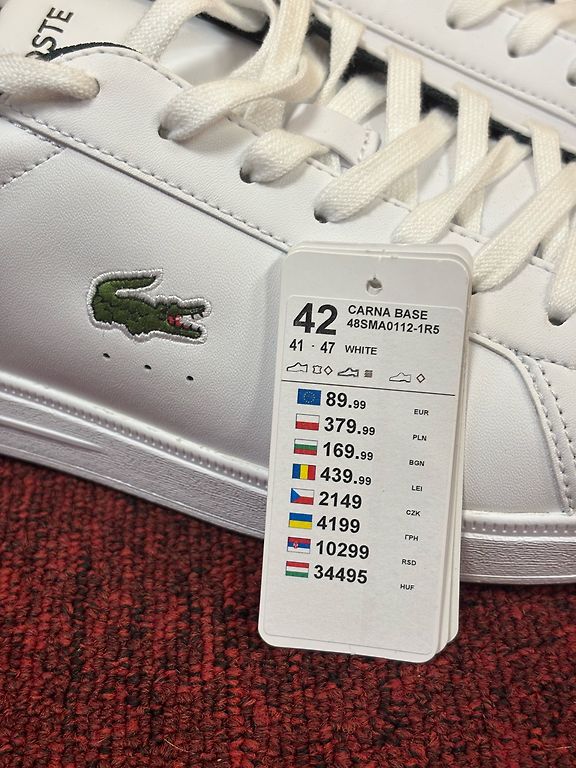 OSTE
42 CARNA BASE
48SMA0112-1R5
41 - 47 WHITE
89.99 EUR
379.99 PLN
169.99 BGN
439.99 LEI
2149 CZK
4199 ГРН
10299 RSD
34495 HUF